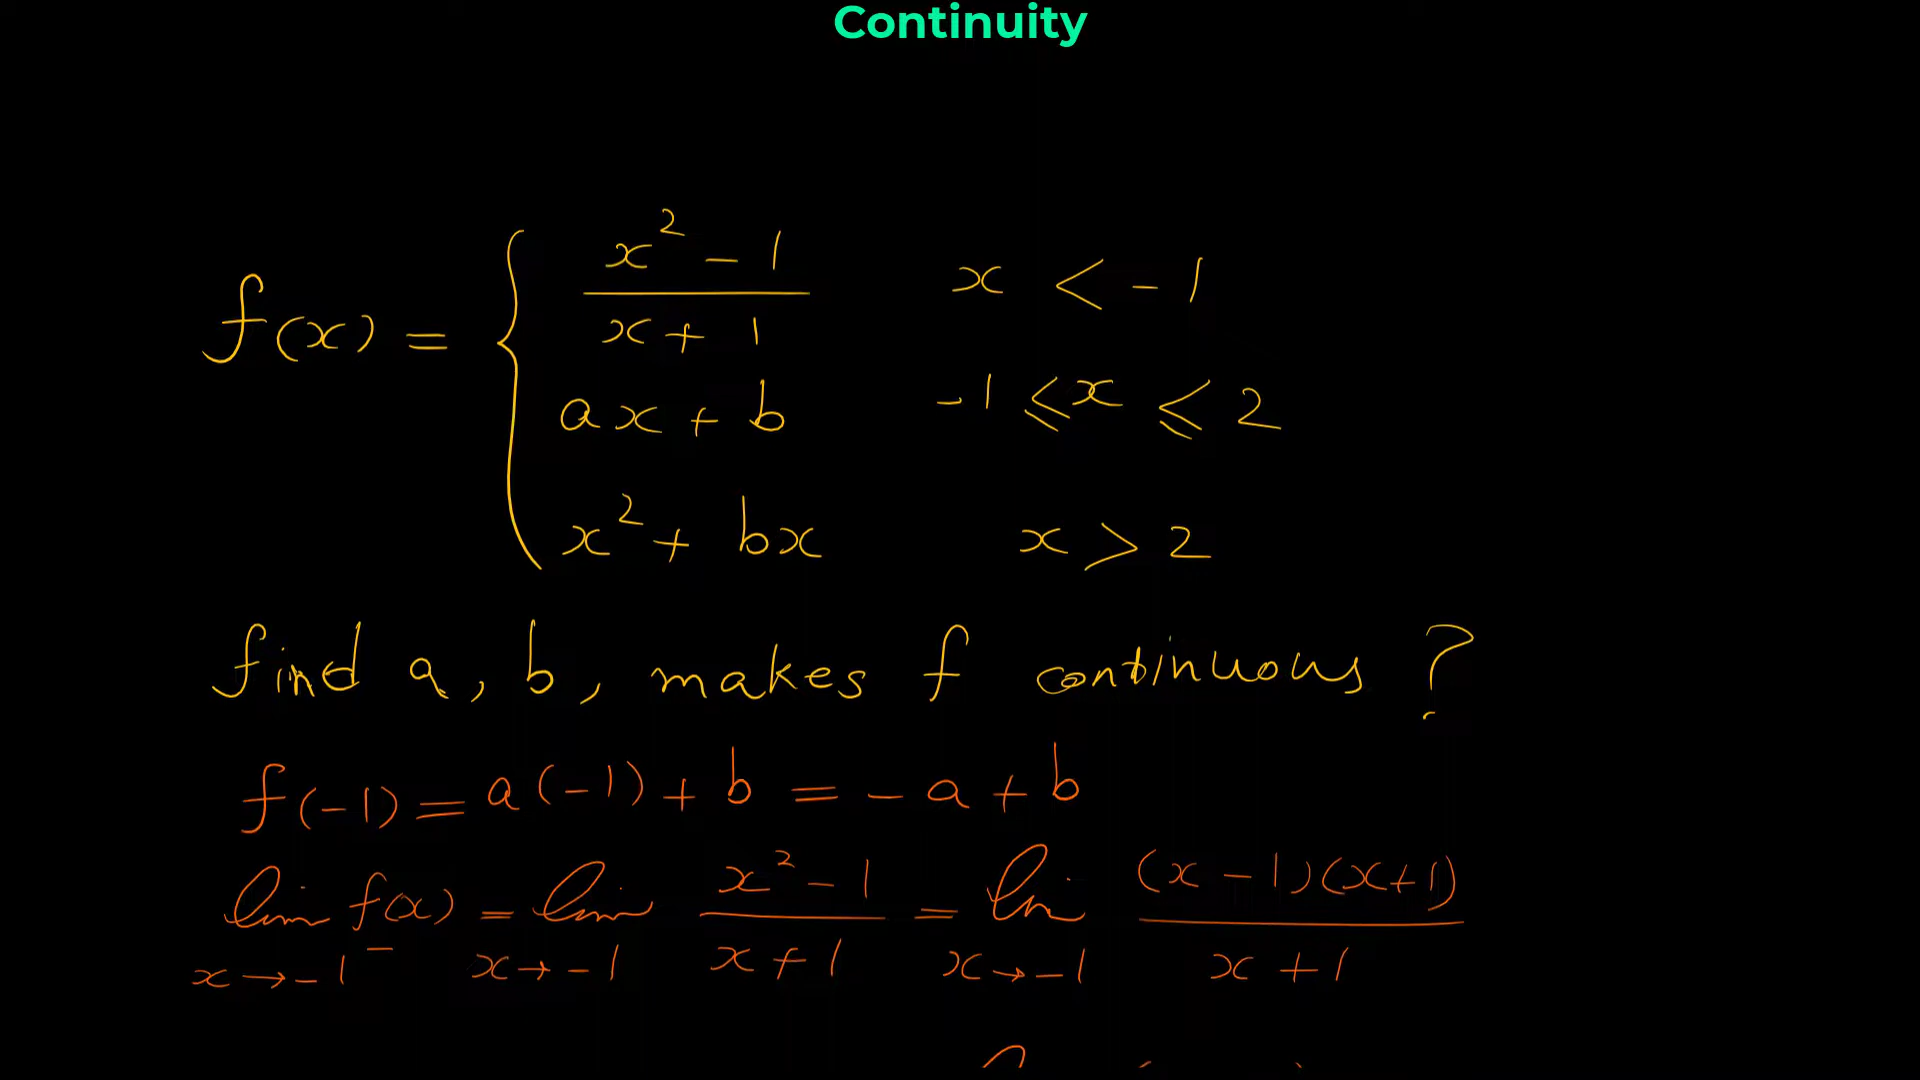 Continuity
f(x) = { (x² - 1)/(x + 1)   x < -1
ax + b   -1 ≤ x ≤ 2
x² + bx   x > 2
find a, b, makes f continuous ?
f(-1) = a(-1) + b = -a + b
lim x→-1⁻ f(x) = lim x→-1 (x² - 1)/(x + 1) = lim x→-1 (x - 1)(x + 1)/(x + 1)